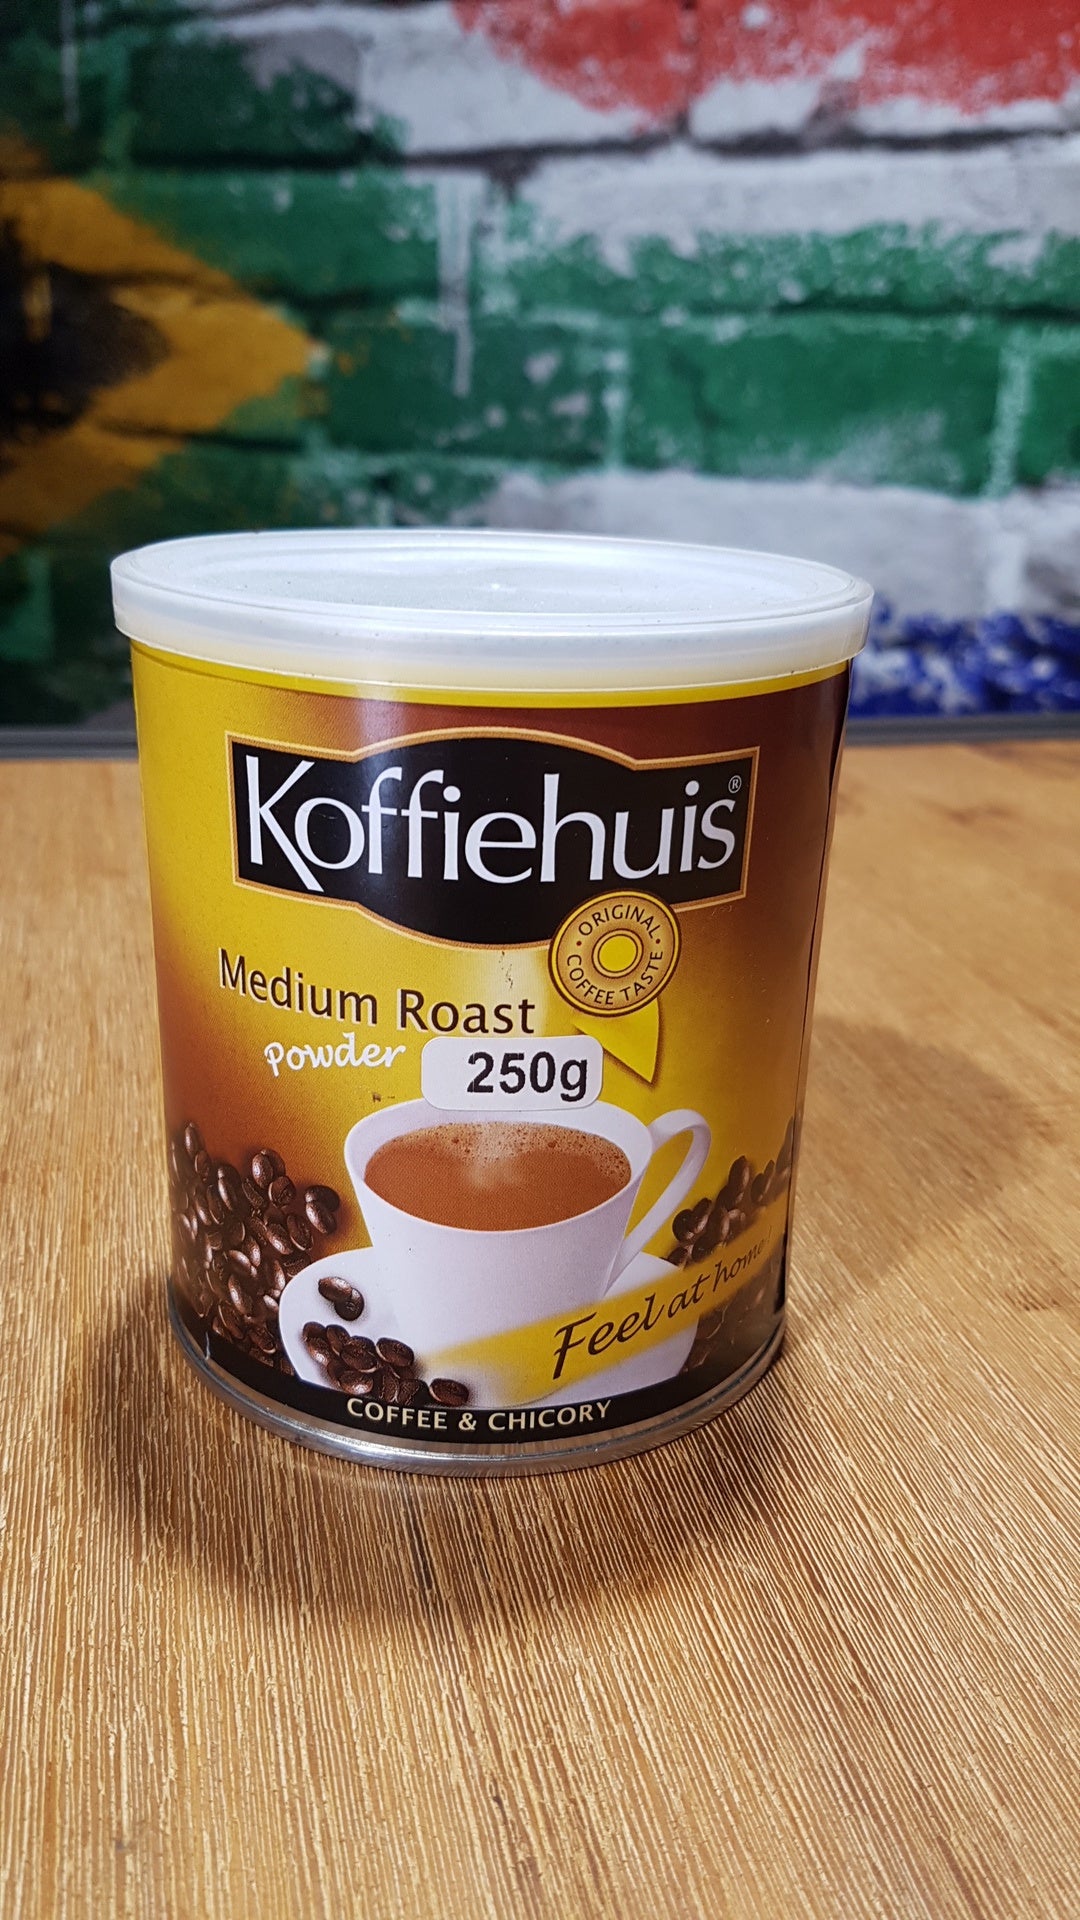 Koffiehuis®
ORIGINAL
COFFEE TASTE
Medium Roast
Powder
250g
Feel at home!
COFFEE & CHICORY